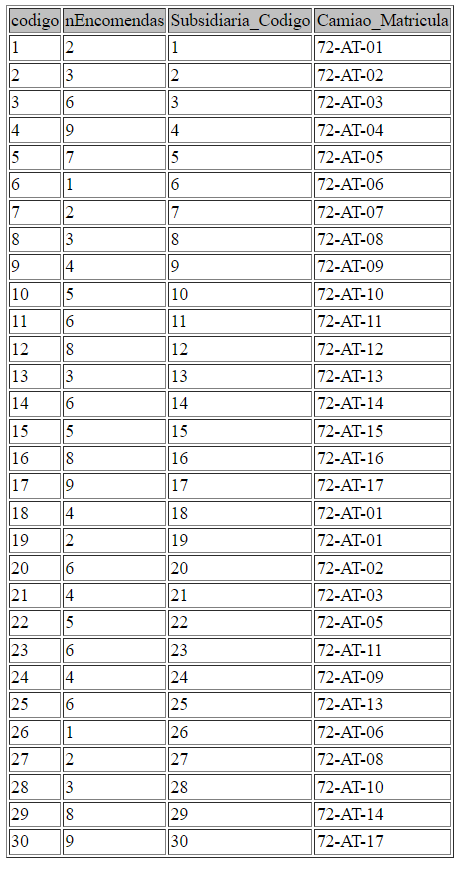 codigo nEncomendas Subsidiaria_Codigo Camiao_Matricula
1 2 1 72-AT-01
2 3 2 72-AT-02
3 6 3 72-AT-03
4 9 4 72-AT-04
5 7 5 72-AT-05
6 1 6 72-AT-06
7 2 7 72-AT-07
8 3 8 72-AT-08
9 4 9 72-AT-09
10 5 10 72-AT-10
11 6 11 72-AT-11
12 8 12 72-AT-12
13 3 13 72-AT-13
14 6 14 72-AT-14
15 5 15 72-AT-15
16 8 16 72-AT-16
17 9 17 72-AT-17
18 4 18 72-AT-01
19 2 19 72-AT-01
20 6 20 72-AT-02
21 4 21 72-AT-03
22 5 22 72-AT-05
23 6 23 72-AT-11
24 4 24 72-AT-09
25 6 25 72-AT-13
26 1 26 72-AT-06
27 2 27 72-AT-08
28 3 28 72-AT-10
29 8 29 72-AT-14
30 9 30 72-AT-17